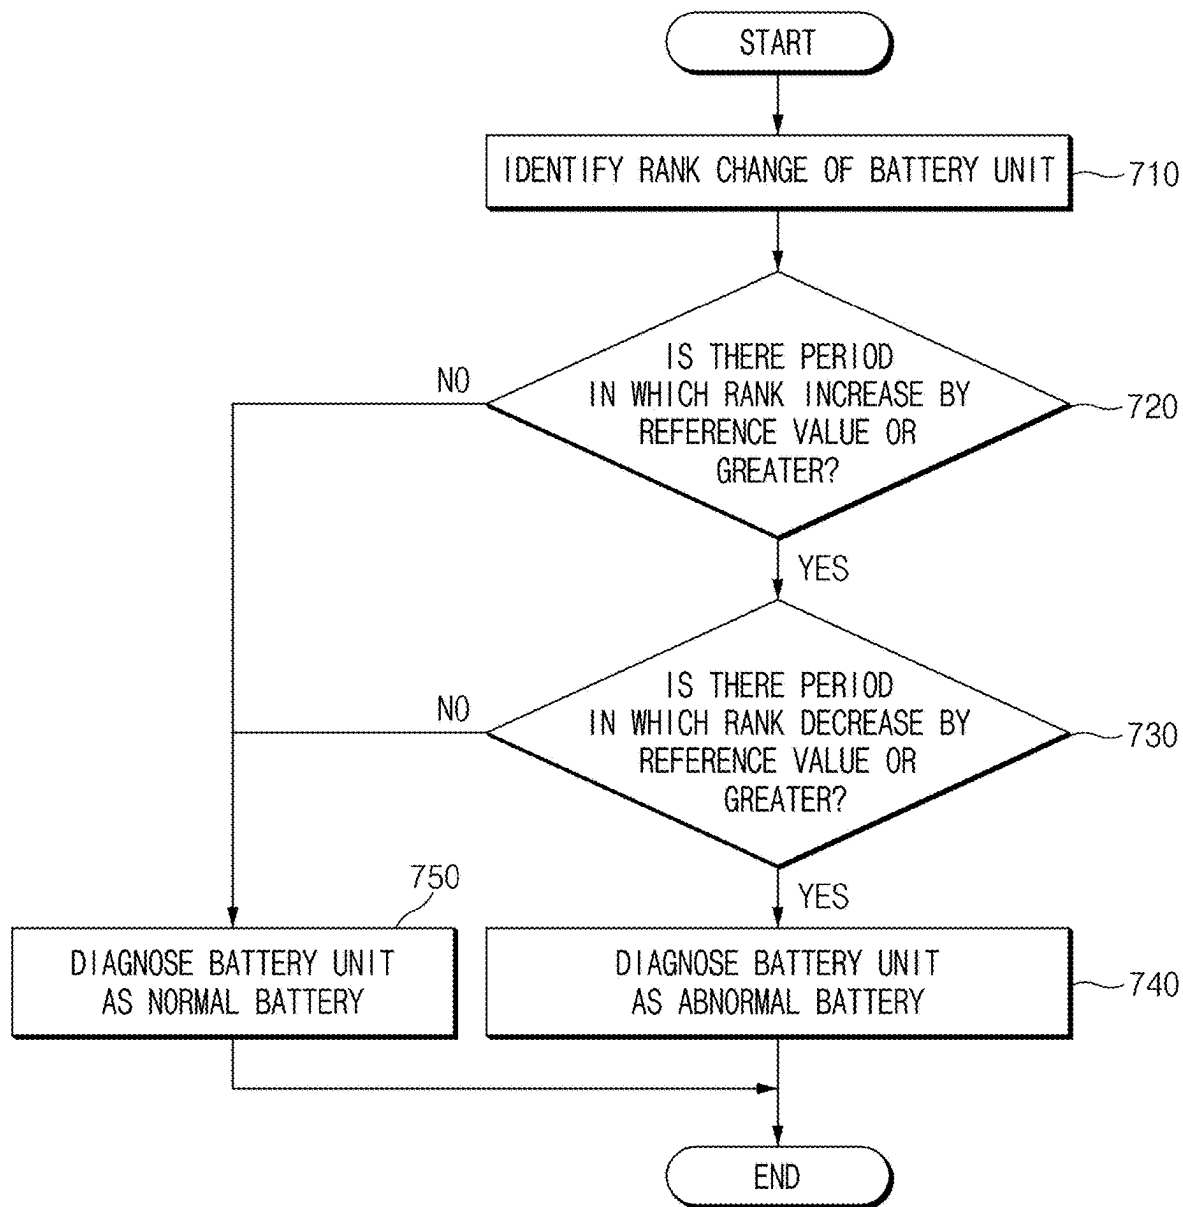 START
IDENTIFY RANK CHANGE OF BATTERY UNIT
710
IS THERE PERIOD
IN WHICH RANK INCREASE BY
REFERENCE VALUE OR
GREATER?
NO
720
YES
IS THERE PERIOD
IN WHICH RANK DECREASE BY
REFERENCE VALUE OR
GREATER?
NO
730
YES
750
DIAGNOSE BATTERY UNIT
AS NORMAL BATTERY
DIAGNOSE BATTERY UNIT
AS ABNORMAL BATTERY
740
END